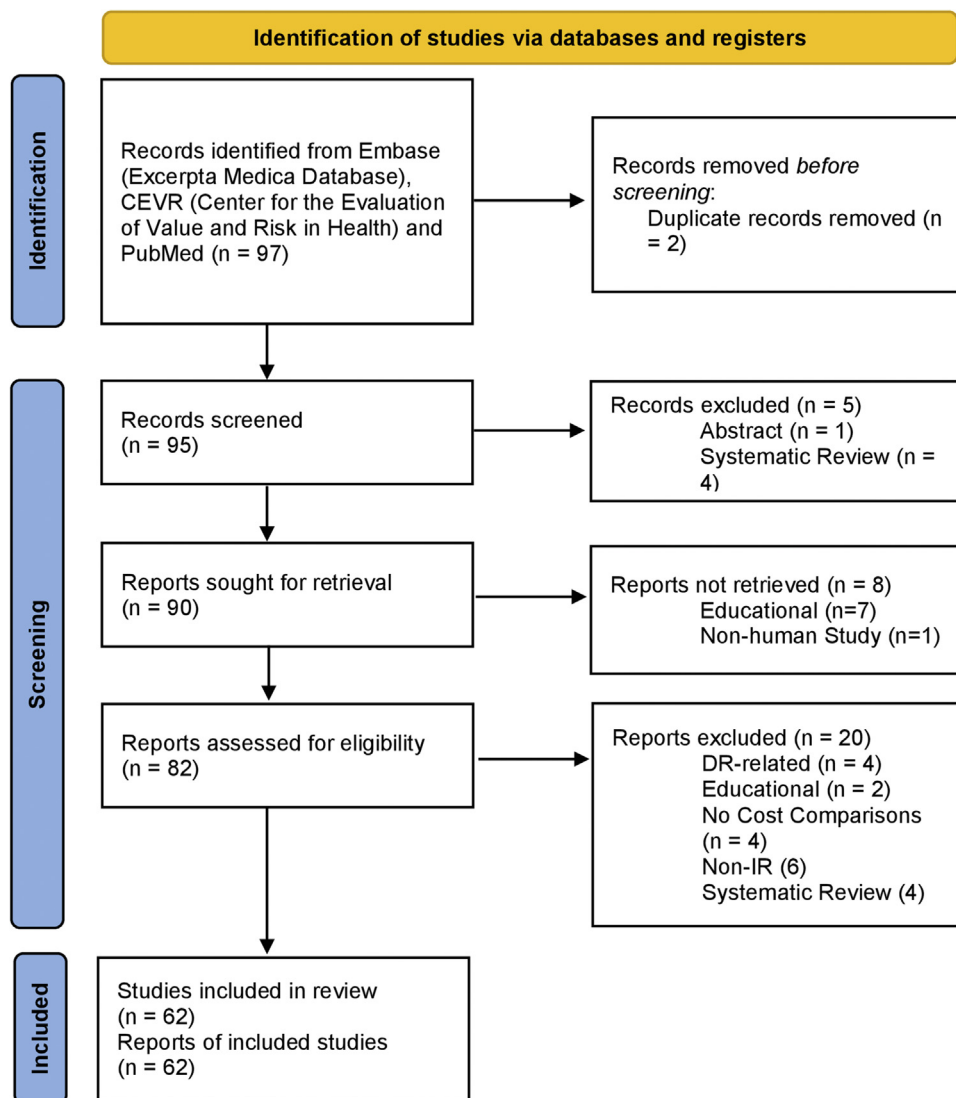 Identification of studies via databases and registers
Identification
Records identified from Embase
(Excerpta Medica Database),
CEVR (Center for the Evaluation
of Value and Risk in Health) and
PubMed (n = 97)
Records removed before
screening:
Duplicate records removed (n
= 2)
Screening
Records screened
(n = 95)
Records excluded (n = 5)
Abstract (n = 1)
Systematic Review (n =
4)
Reports sought for retrieval
(n = 90)
Reports not retrieved (n = 8)
Educational (n=7)
Non-human Study (n=1)
Reports assessed for eligibility
(n = 82)
Reports excluded (n = 20)
DR-related (n = 4)
Educational (n = 2)
No Cost Comparisons
(n = 4)
Non-IR (6)
Systematic Review (4)
Included
Studies included in review
(n = 62)
Reports of included studies
(n = 62)